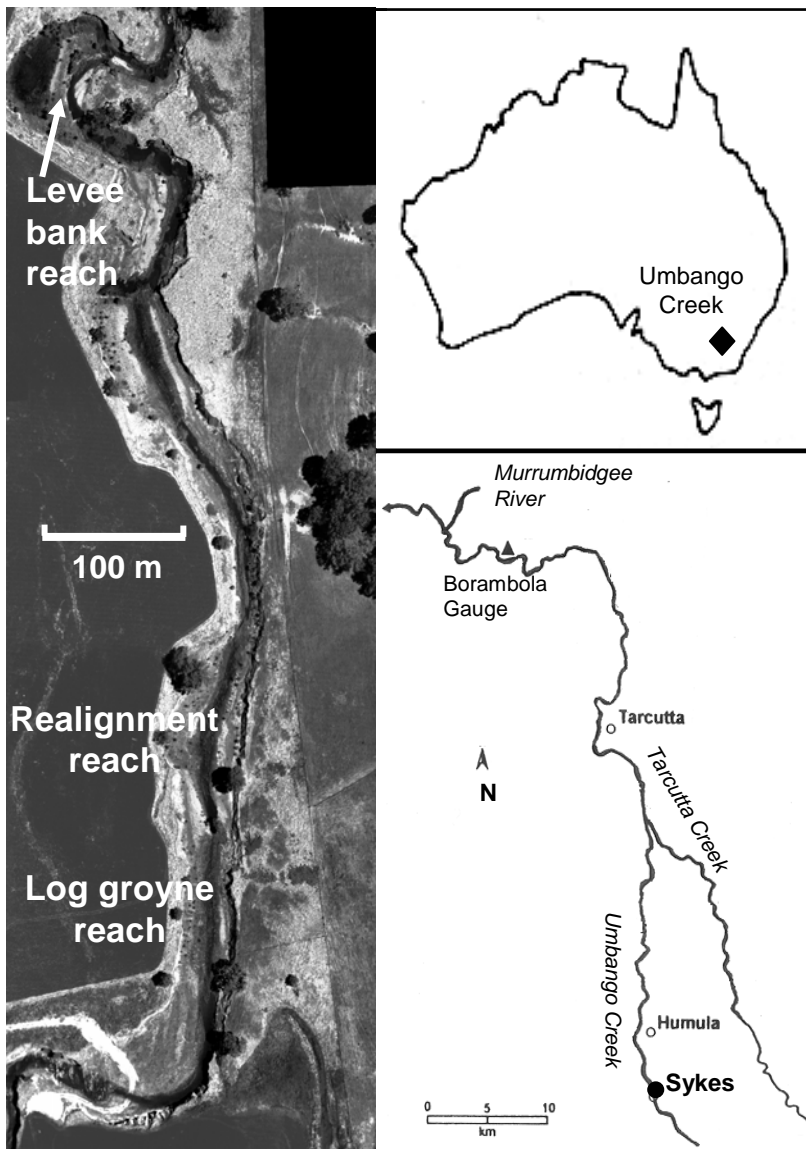 Levee
bank
reach
100 m
Realignment
reach
Log groyne
reach
Umbango
Creek
Murrumbidgee
River
Borambola
Gauge
Tarcutta
N
Tarcutta Creek
Umbango Creek
Humula
Sykes
0 5 10
km